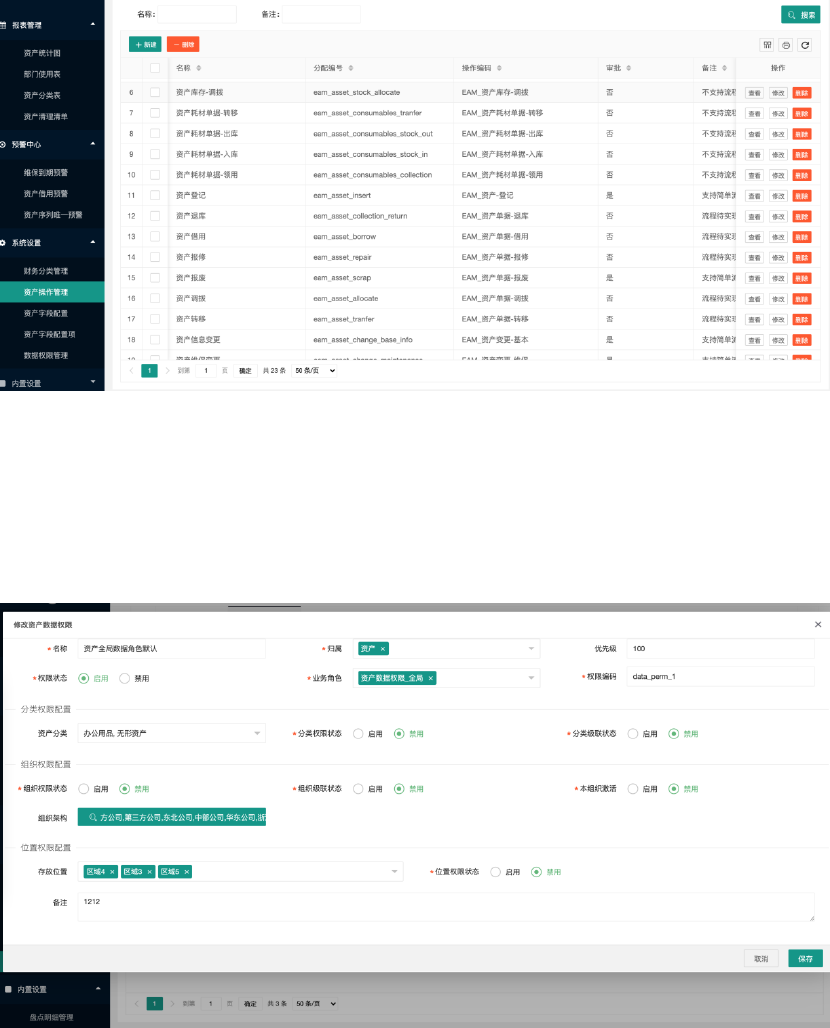 名称: 备注: 搜索
报表管理
资产统计图
部门使用表
资产分类表
资产清理清单
预警中心
维保到期预警
资产借用预警
资产序列唯一预警
系统设置
财务分类管理
资产操作管理
资产字段配置
资产字段配置项
数据权限管理
内置设置
+ 新建 − 删除
名称 分配编号 操作编码 审批 备注 操作
6 资产库存-调拨 eam_asset_stock_allocate EAM_资产库存-调拨 否 不支持流程 查看 修改 删除
7 资产耗材单据-转移 eam_asset_consumables_tranfer EAM_资产耗材单据-转移 否 不支持流程 查看 修改 删除
8 资产耗材单据-出库 eam_asset_consumables_stock_out EAM_资产耗材单据-出库 否 不支持流程 查看 修改 删除
9 资产耗材单据-入库 eam_asset_consumables_stock_in EAM_资产耗材单据-入库 否 不支持流程 查看 修改 删除
10 资产耗材单据-领用 eam_asset_consumables_collection EAM_资产耗材单据-领用 否 不支持流程 查看 修改 删除
11 资产登记 eam_asset_insert EAM_资产-登记 是 支持简单流 查看 修改 删除
12 资产退库 eam_asset_collection_return EAM_资产单据-退库 否 流程待实现 查看 修改 删除
13 资产借用 eam_asset_borrow EAM_资产单据-借用 否 流程待实现 查看 修改 删除
14 资产报修 eam_asset_repair EAM_资产单据-报修 否 流程待实现 查看 修改 删除
15 资产报废 eam_asset_scrap EAM_资产单据-报废 是 支持简单流 查看 修改 删除
16 资产调拨 eam_asset_allocate EAM_资产单据-调拨 否 流程待实现 查看 修改 删除
17 资产转移 eam_asset_tranfer EAM_资产单据-转移 否 流程待实现 查看 修改 删除
18 资产信息变更 eam_asset_change_base_info EAM_资产变更-基本 是 支持简单流 查看 修改 删除
19 资产维保变更 eam_asset_change_maintenance EAM_资产变更-维保 是 支持简单流 查看 修改 删除
1 到第 1 页 确定 共 23 条 50 条/页
修改资产数据权限 ×
*名称 资产全局数据角色默认 *归属 资产 × 优先级 100
*权限状态 启用 禁用 *业务角色 资产数据权限_全局 × *权限编码 data_perm_1
分类权限配置
资产分类 办公用品, 无形资产 *分类权限状态 启用 禁用 *分类级联状态 启用 禁用
组织权限配置
*组织权限状态 启用 禁用 *组织级联状态 启用 禁用 *本组织激活 启用 禁用
组织架构 方公司,第三方公司,东北公司,中部公司,华东公司,浙
位置权限配置
存放位置 区域4 × 区域3 × 区域5 × *位置权限状态 启用 禁用
备注 1212
取消 保存
内置设置
盘点明细管理
1 到第 1 页 确定 共 3 条 50 条/页